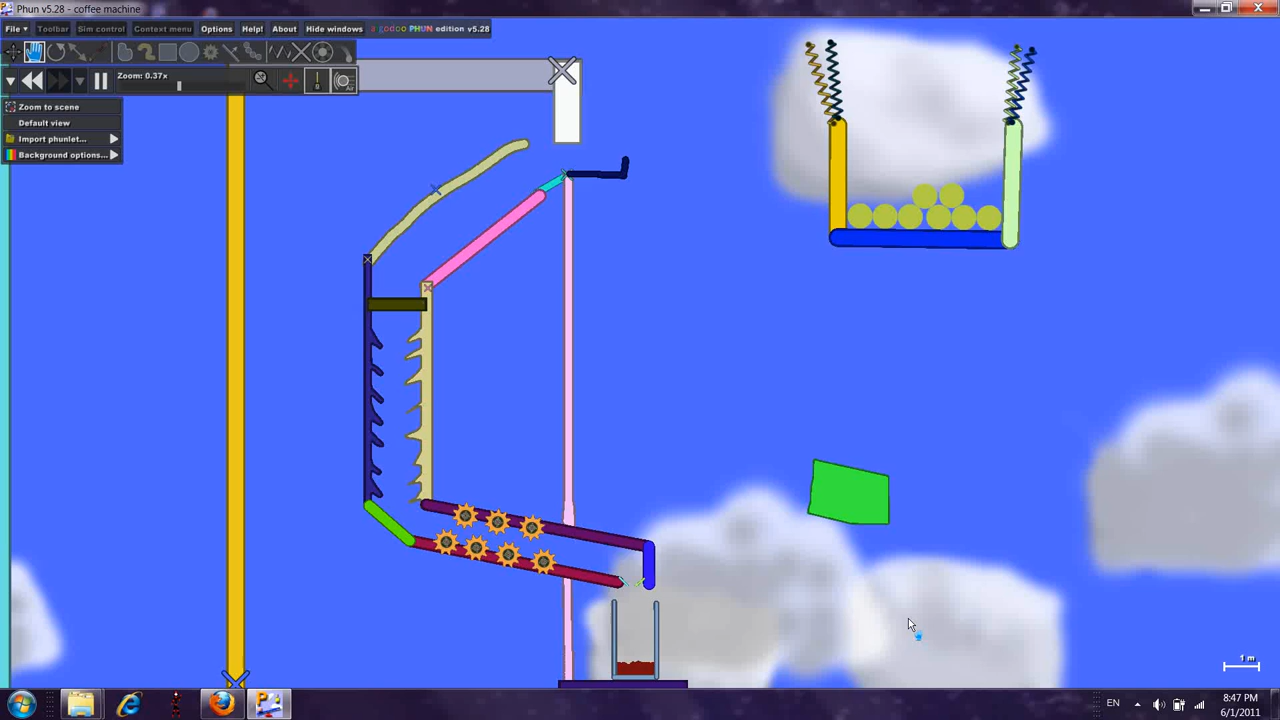 Phun v5.28 - coffee machine
File Toolbar Sim control Context menu Options Help! About Hide windows algodoo PHUN edition v5.28
Zoom: 0.37x
g Air
Zoom to scene
Default view
Import phunlet...
Background options...
1 m
EN 8:47 PM
6/1/2011